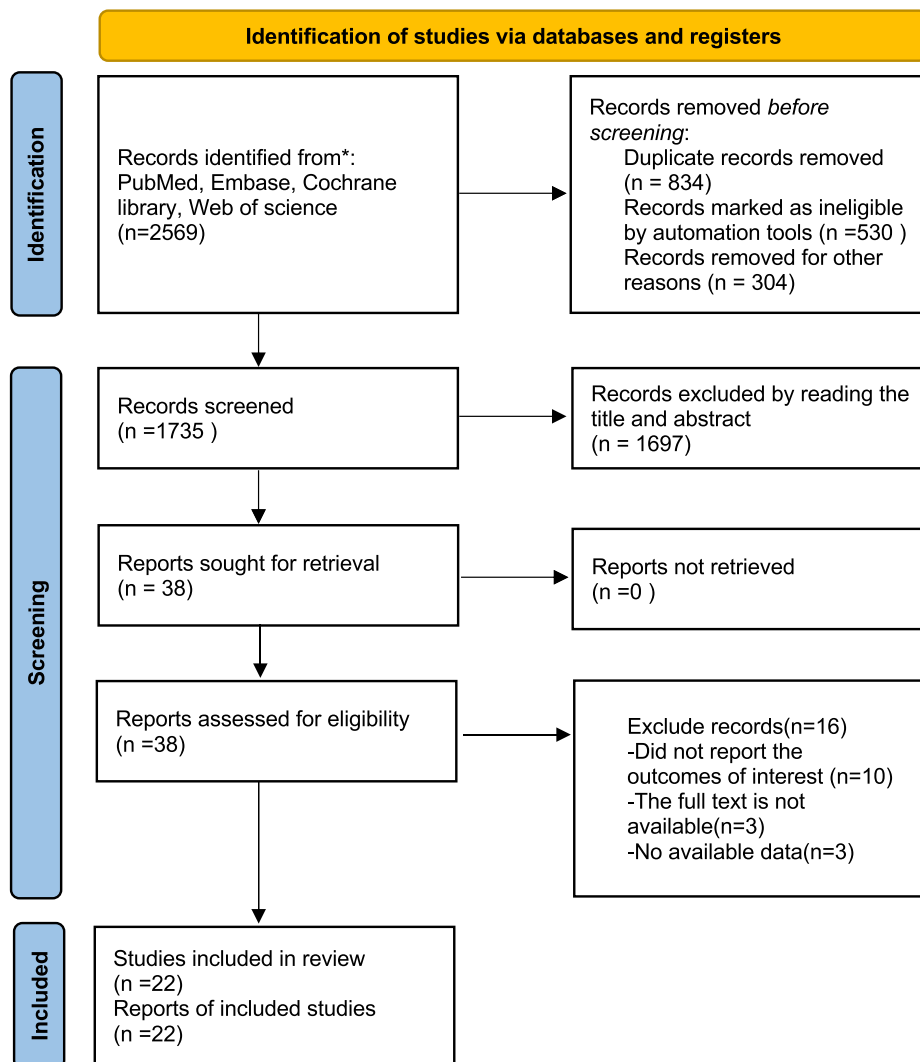 Identification of studies via databases and registers
Identification
Records identified from*:
PubMed, Embase, Cochrane
library, Web of science
(n=2569)
Records removed before
screening:
Duplicate records removed
(n = 834)
Records marked as ineligible
by automation tools (n =530 )
Records removed for other
reasons (n = 304)
Screening
Records screened
(n =1735 )
Records excluded by reading the
title and abstract
(n = 1697)
Reports sought for retrieval
(n = 38)
Reports not retrieved
(n =0 )
Reports assessed for eligibility
(n =38)
Exclude records(n=16)
-Did not report the
outcomes of interest (n=10)
-The full text is not
available(n=3)
-No available data(n=3)
Included
Studies included in review
(n =22)
Reports of included studies
(n =22)